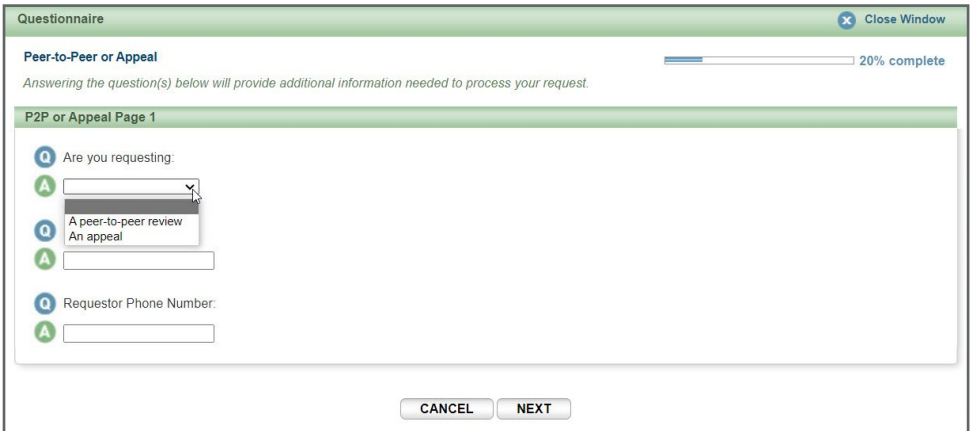 Questionnaire
Close Window
Peer-to-Peer or Appeal
20% complete
Answering the question(s) below will provide additional information needed to process your request.
P2P or Appeal Page 1
Q Are you requesting:
A
A peer-to-peer review
An appeal
Q
A
Q Requestor Phone Number:
A
CANCEL NEXT